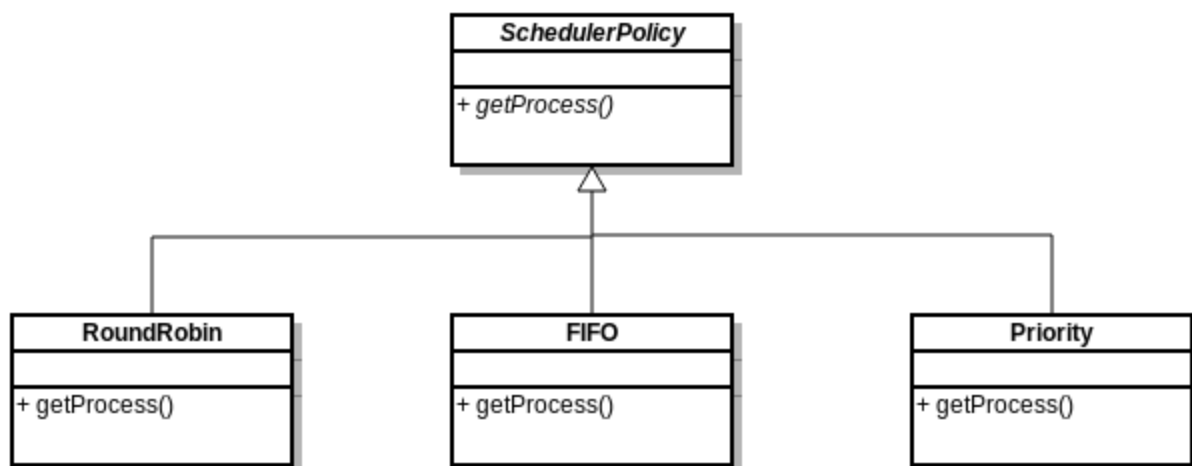 SchedulerPolicy
+ getProcess()
RoundRobin
FIFO
Priority
+ getProcess()
+ getProcess()
+ getProcess()